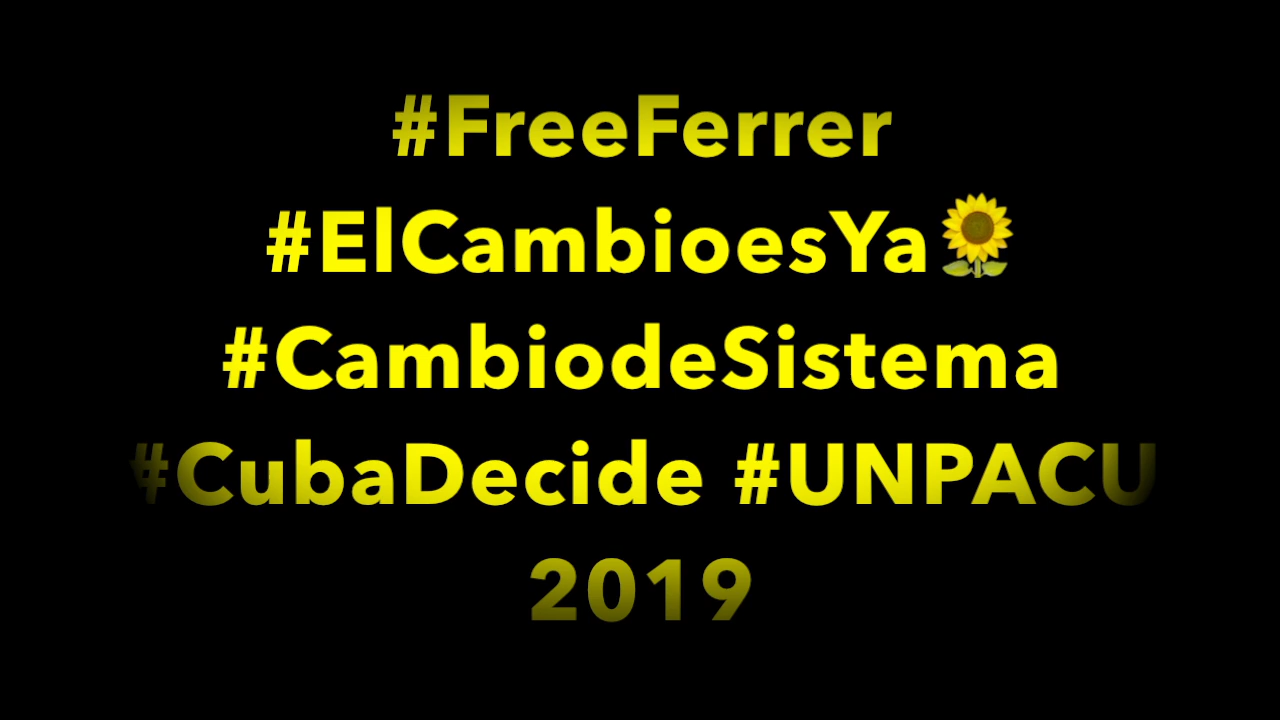 #FreeFerrer
#ElCambioesYa🌻
#CambiodeSistema
#CubaDecide #UNPACU
2019